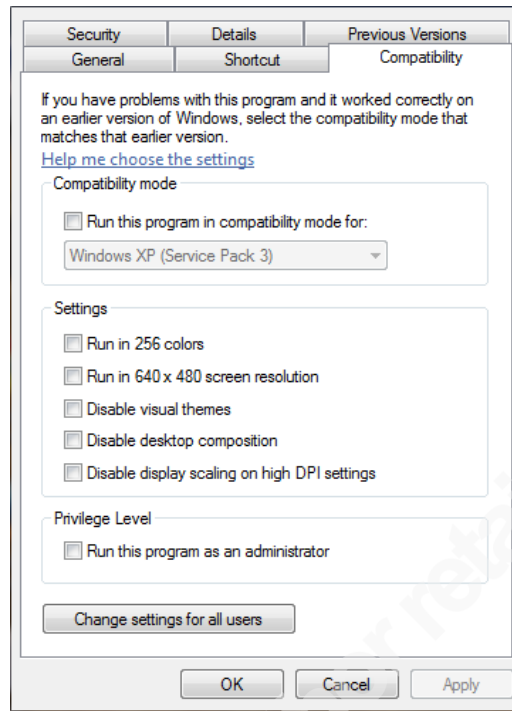 Security Details Previous Versions
General Shortcut Compatibility
If you have problems with this program and it worked correctly on
an earlier version of Windows, select the compatibility mode that
matches that earlier version.
Help me choose the settings
Compatibility mode
Run this program in compatibility mode for:
Windows XP (Service Pack 3)
Settings
Run in 256 colors
Run in 640 x 480 screen resolution
Disable visual themes
Disable desktop composition
Disable display scaling on high DPI settings
Privilege Level
Run this program as an administrator
Change settings for all users
OK Cancel Apply